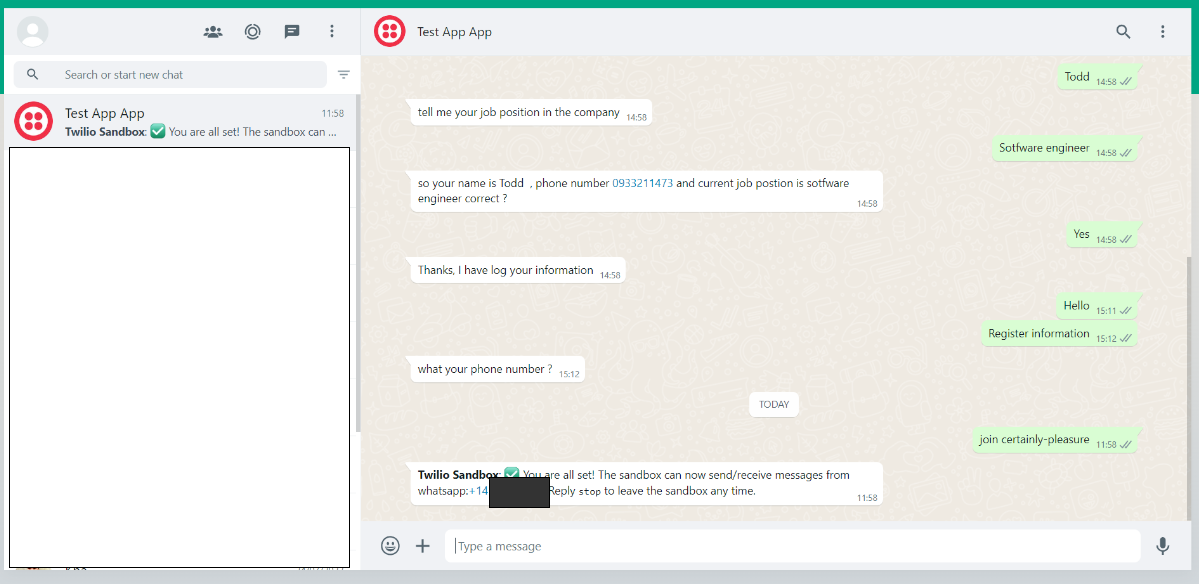 Test App App
Search or start new chat
Test App App 11:58
Twilio Sandbox: ✅ You are all set! The sandbox can ...
Todd 14:58
tell me your job position in the company 14:58
Sotfware engineer 14:58
so your name is Todd , phone number 0933211473 and current job postion is sotfware
engineer correct ? 14:58
Yes 14:58
Thanks, I have log your information 14:58
Hello 15:11
Register information 15:12
what your phone number ? 15:12
TODAY
join certainly-pleasure 11:58
Twilio Sandbox: ✅ You are all set! The sandbox can now send/receive messages from
whatsapp:+14 Reply stop to leave the sandbox any time. 11:58
Type a message